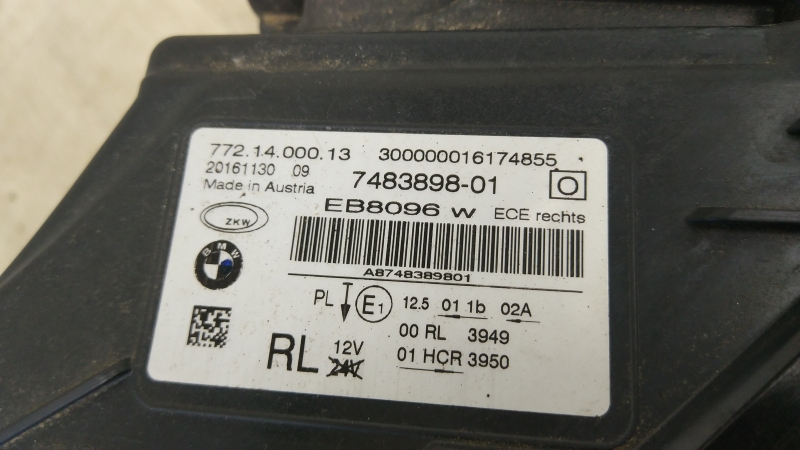 772.14.000.13 300000016174855
20161130 09 7483898-01 O
Made in Austria
EB8096 W ECE rechts
ZKW
BMW
A8748389801
PL E1 12.5 01 1b 02A
00 RL 3949
RL 12V 24V 01 HCR 3950